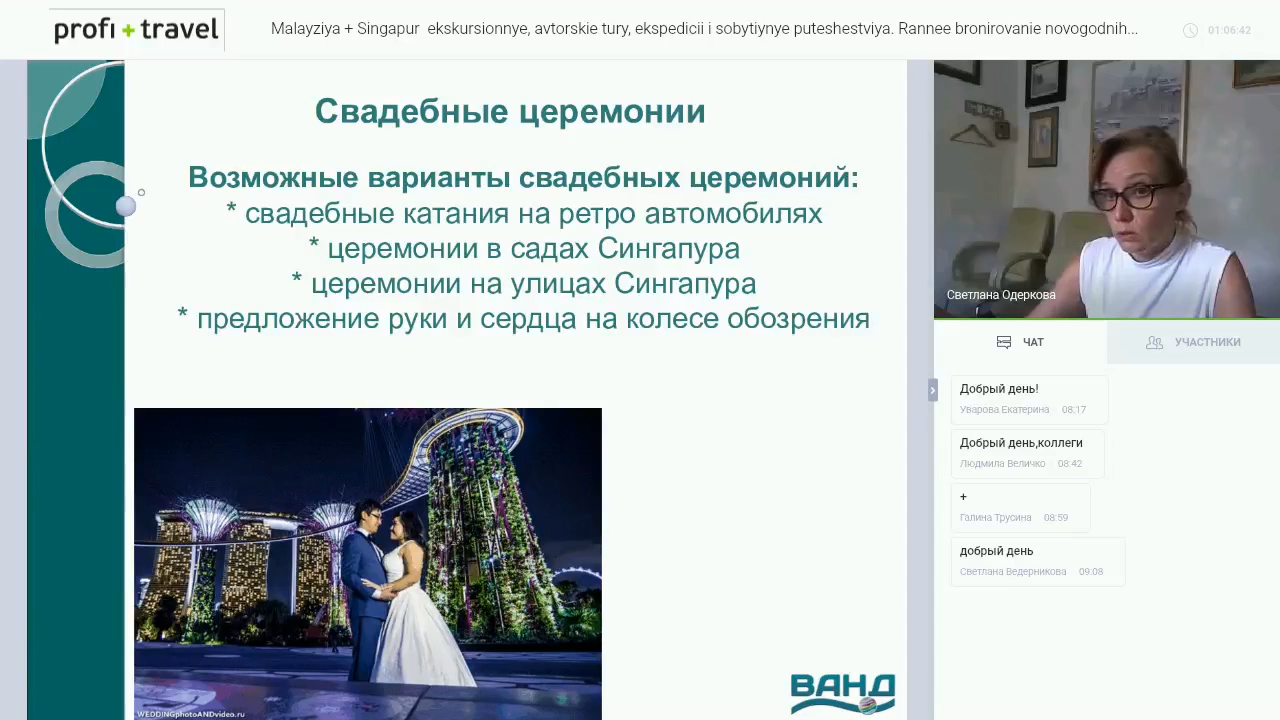 profi + travel
Malayziya + Singapur ekskursionnye, avtorskie tury, ekspedicii i sobytiynye puteshestviya. Rannee bronirovanie novogodnih...
01:06:42
Свадебные церемонии
Возможные варианты свадебных церемоний:
* свадебные катания на ретро автомобилях
* церемонии в садах Сингапура
* церемонии на улицах Сингапура
* предложение руки и сердца на колесе обозрения
WEDDINGphotoANDvideo.ru
ВАНД
Светлана Одеркова
ЧАТ
УЧАСТНИКИ
Добрый день!
Уварова Екатерина 08:17
Добрый день,коллеги
Людмила Величко 08:42
+
Галина Трусина 08:59
добрый день
Светлана Ведерникова 09:08